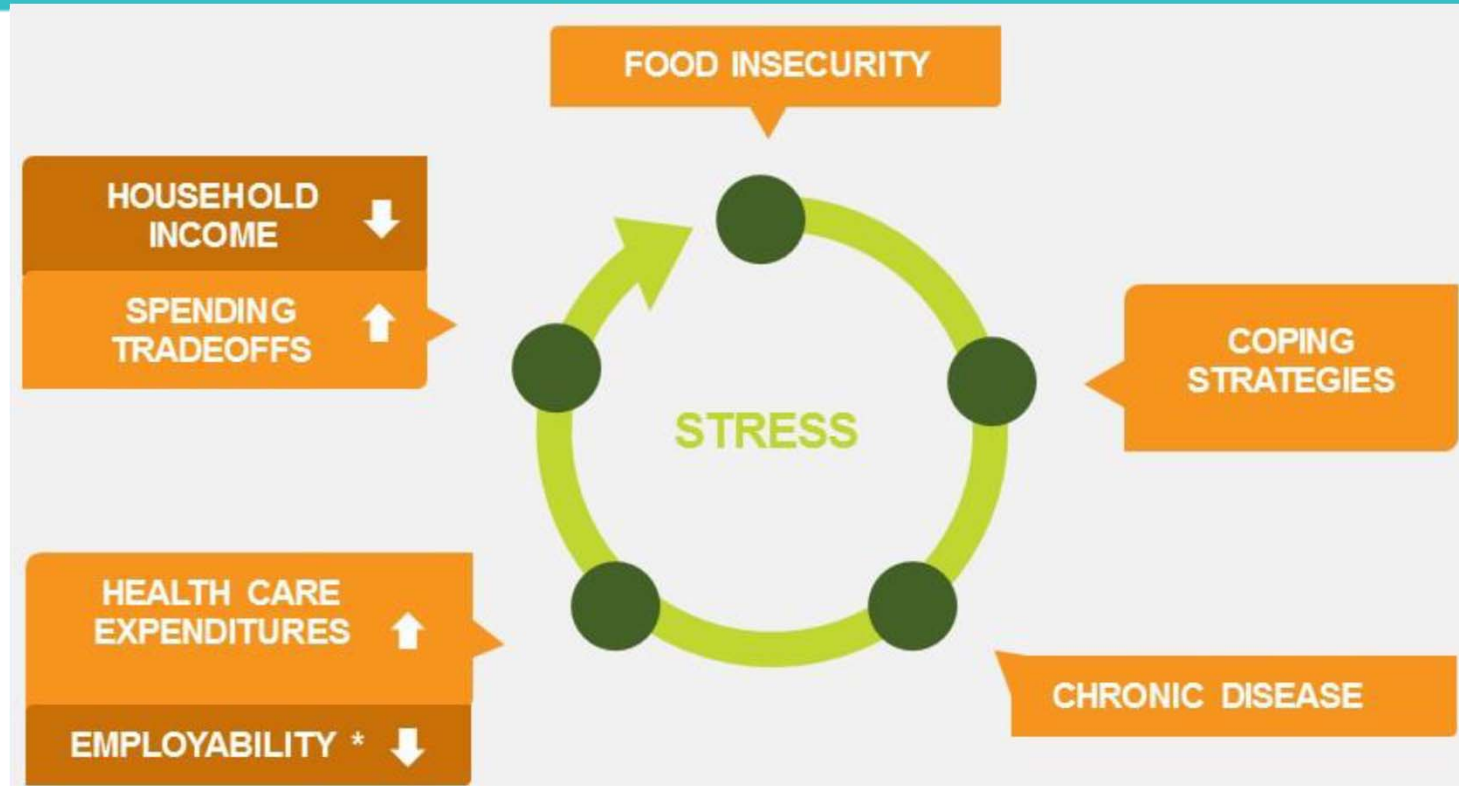 FOOD INSECURITY
HOUSEHOLD
INCOME
SPENDING
TRADEOFFS
COPING
STRATEGIES
STRESS
HEALTH CARE
EXPENDITURES
EMPLOYABILITY *
CHRONIC DISEASE